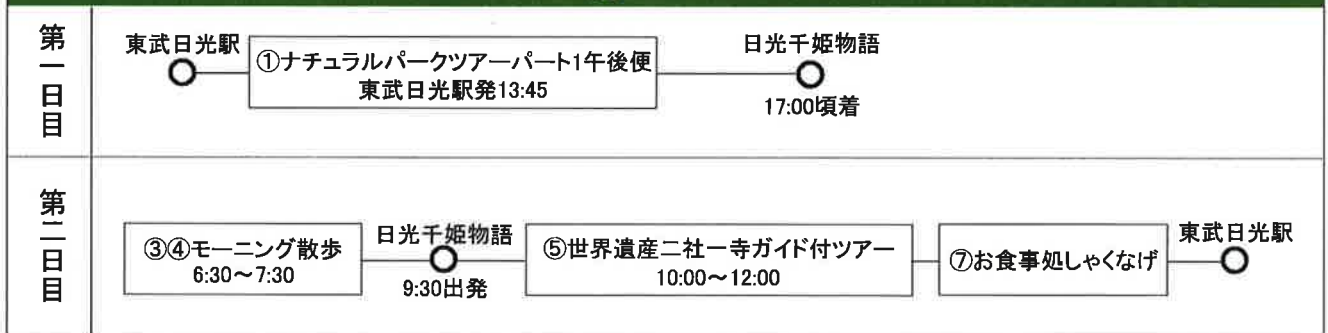 第一日目
東武日光駅
①ナチュラルパークツアーパート1午後便
東武日光駅発13:45
日光千姫物語
17:00頃着
第二日目
③④モーニング散歩
6:30～7:30
日光千姫物語
9:30出発
⑤世界遺産二社一寺ガイド付ツアー
10:00～12:00
⑦お食事処しゃくなげ
東武日光駅